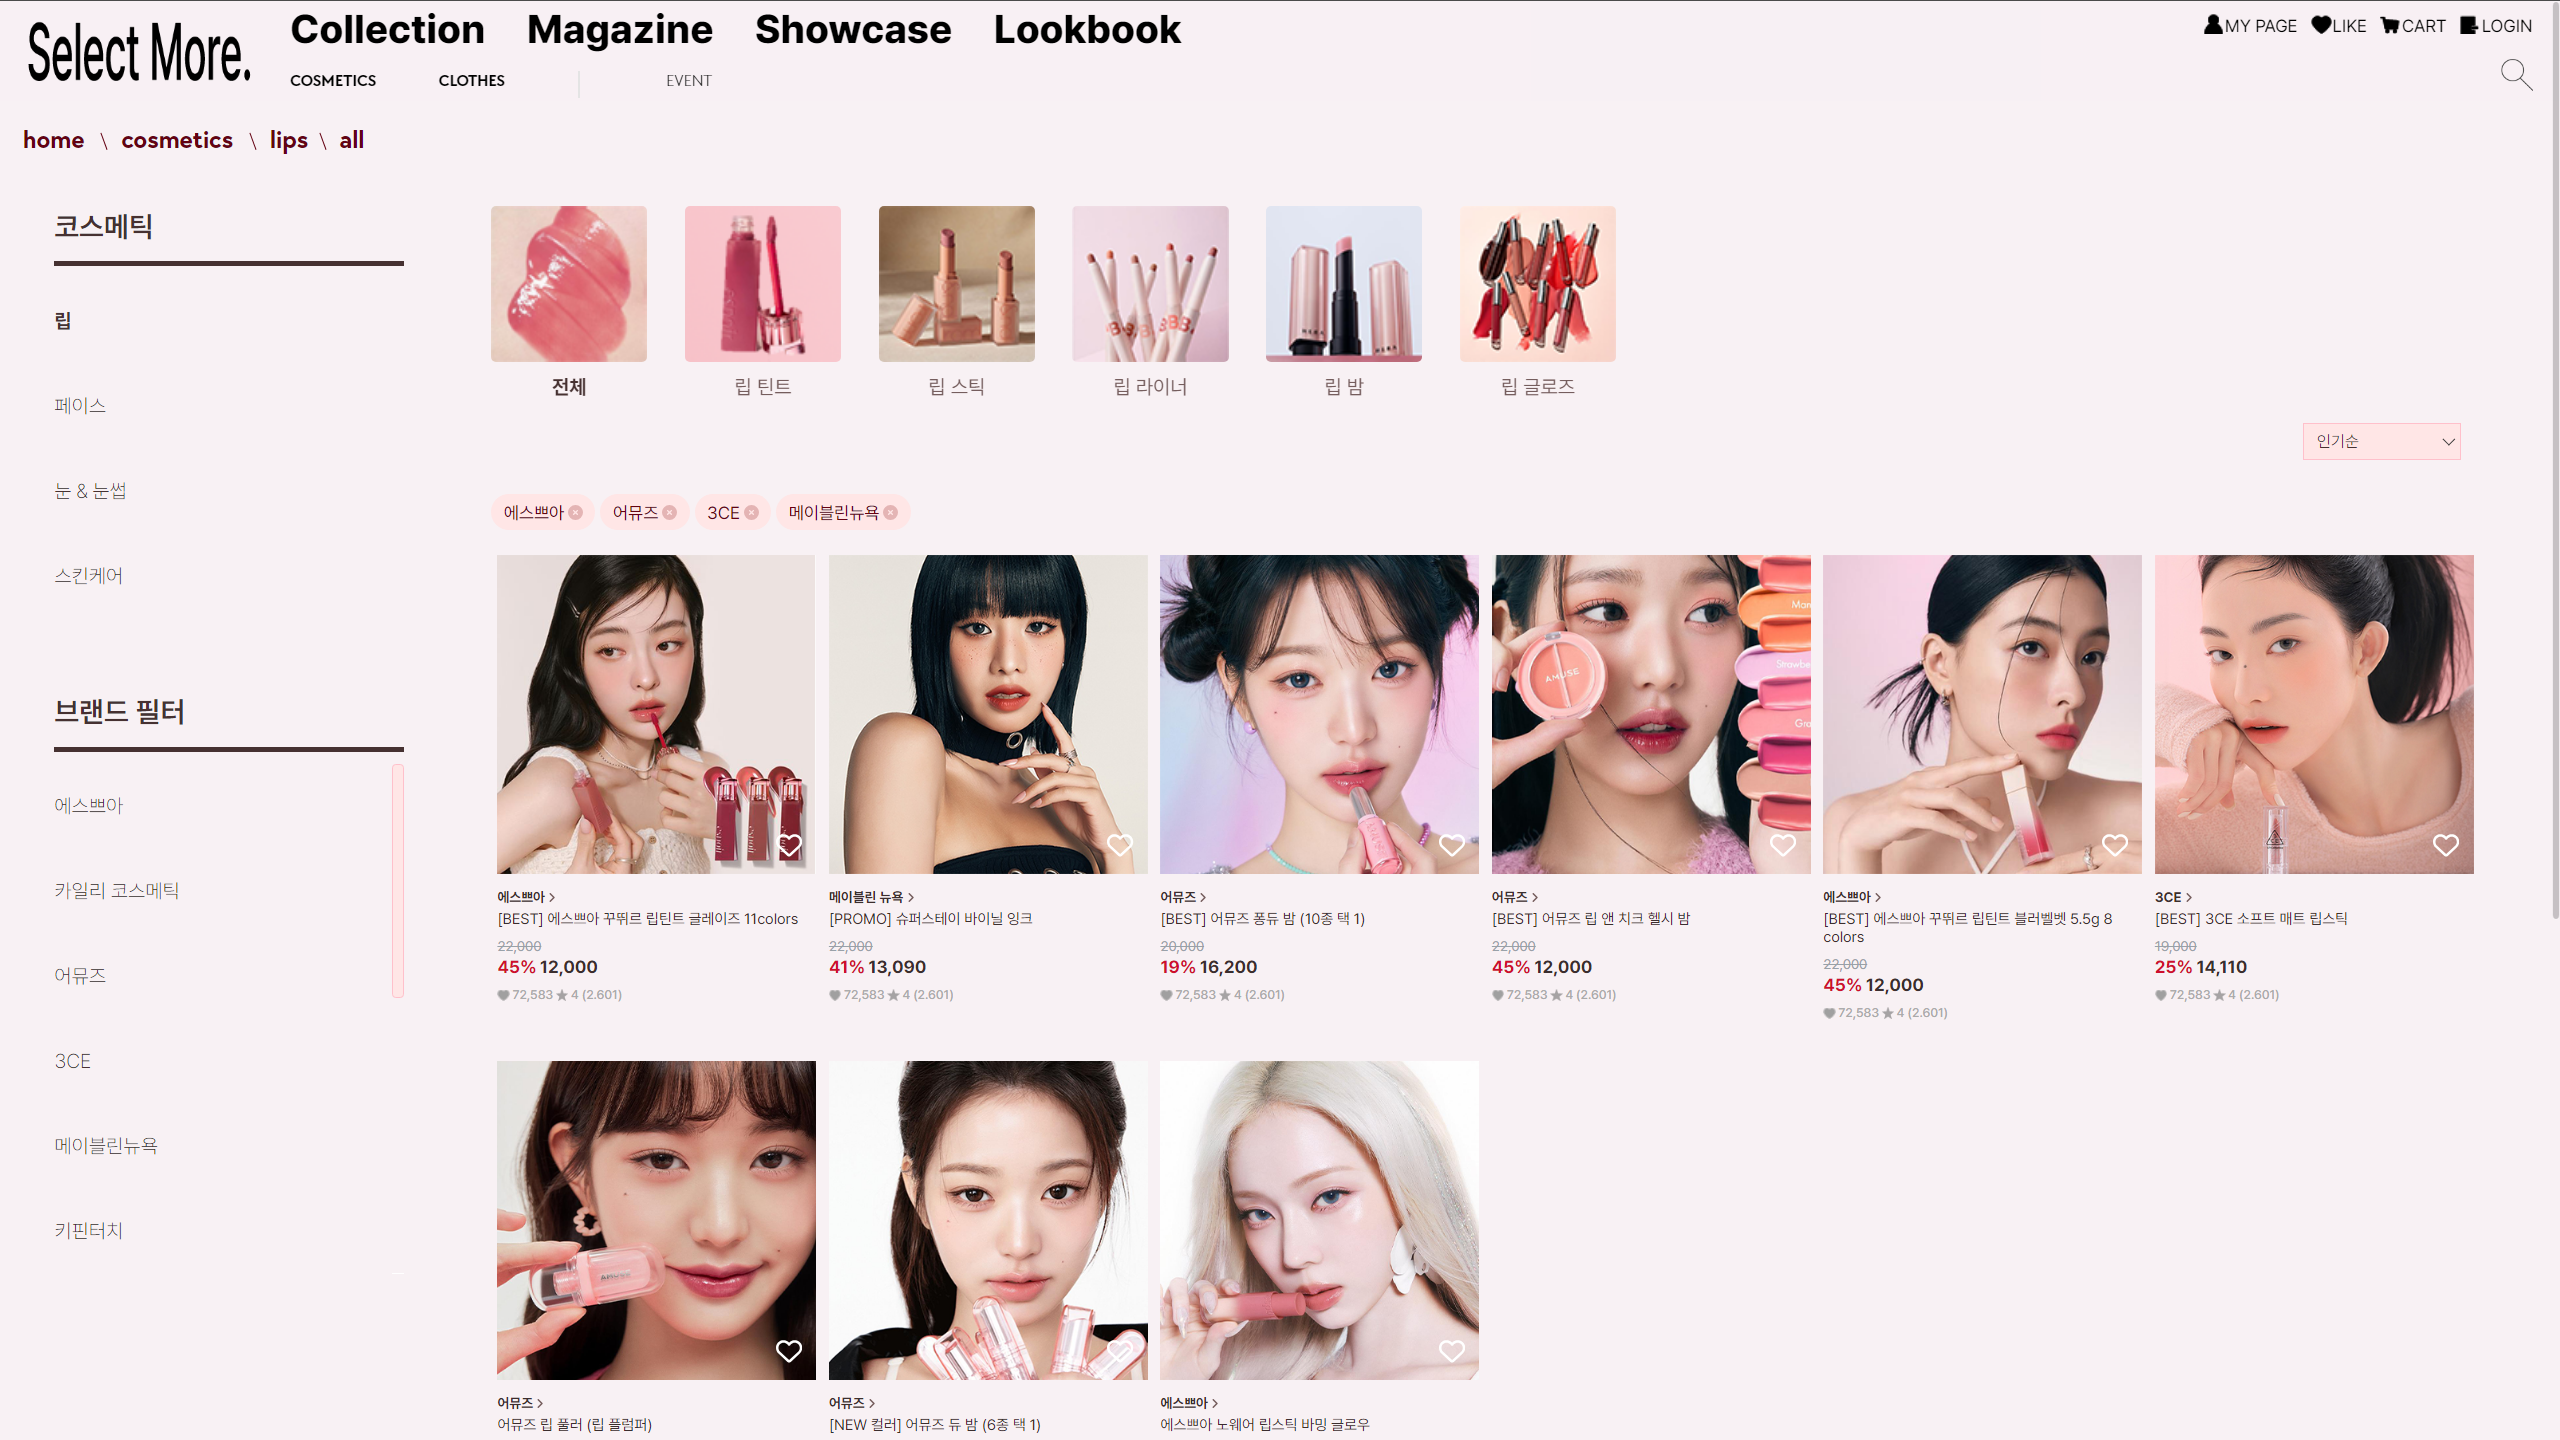 Select More.
Collection Magazine Showcase Lookbook
MY PAGE LIKE CART LOGIN
COSMETICS CLOTHES EVENT
home \ cosmetics \ lips \ all
코스메틱
립
페이스
눈 & 눈썹
스킨케어
브랜드 필터
에스쁘아
카일리 코스메틱
어뮤즈
3CE
메이블린뉴욕
키핀터치
전체 립 틴트 립 스틱 립 라이너 립 밤 립 글로즈
인기순
에스쁘아 어뮤즈 3CE 메이블린뉴욕
AMUSE
에스쁘아 >
[BEST] 에스쁘아 꾸뛰르 립틴트 글레이즈 11colors
22,000
45% 12,000
72,583 4 (2.601)
메이블린 뉴욕 >
[PROMO] 슈퍼스테이 바이닐 잉크
22,000
41% 13,090
72,583 4 (2.601)
어뮤즈 >
[BEST] 어뮤즈 퐁듀 밤 (10종 택 1)
20,000
19% 16,200
72,583 4 (2.601)
어뮤즈 >
[BEST] 어뮤즈 립 앤 치크 헬시 밤
22,000
45% 12,000
72,583 4 (2.601)
에스쁘아 >
[BEST] 에스쁘아 꾸뛰르 립틴트 블러벨벳 5.5g 8
colors
22,000
45% 12,000
72,583 4 (2.601)
3CE >
[BEST] 3CE 소프트 매트 립스틱
19,000
25% 14,110
72,583 4 (2.601)
어뮤즈 >
어뮤즈 립 풀러 (립 플럼퍼)
어뮤즈 >
[NEW 컬러] 어뮤즈 듀 밤 (6종 택 1)
에스쁘아 >
에스쁘아 노웨어 립스틱 바밍 글로우